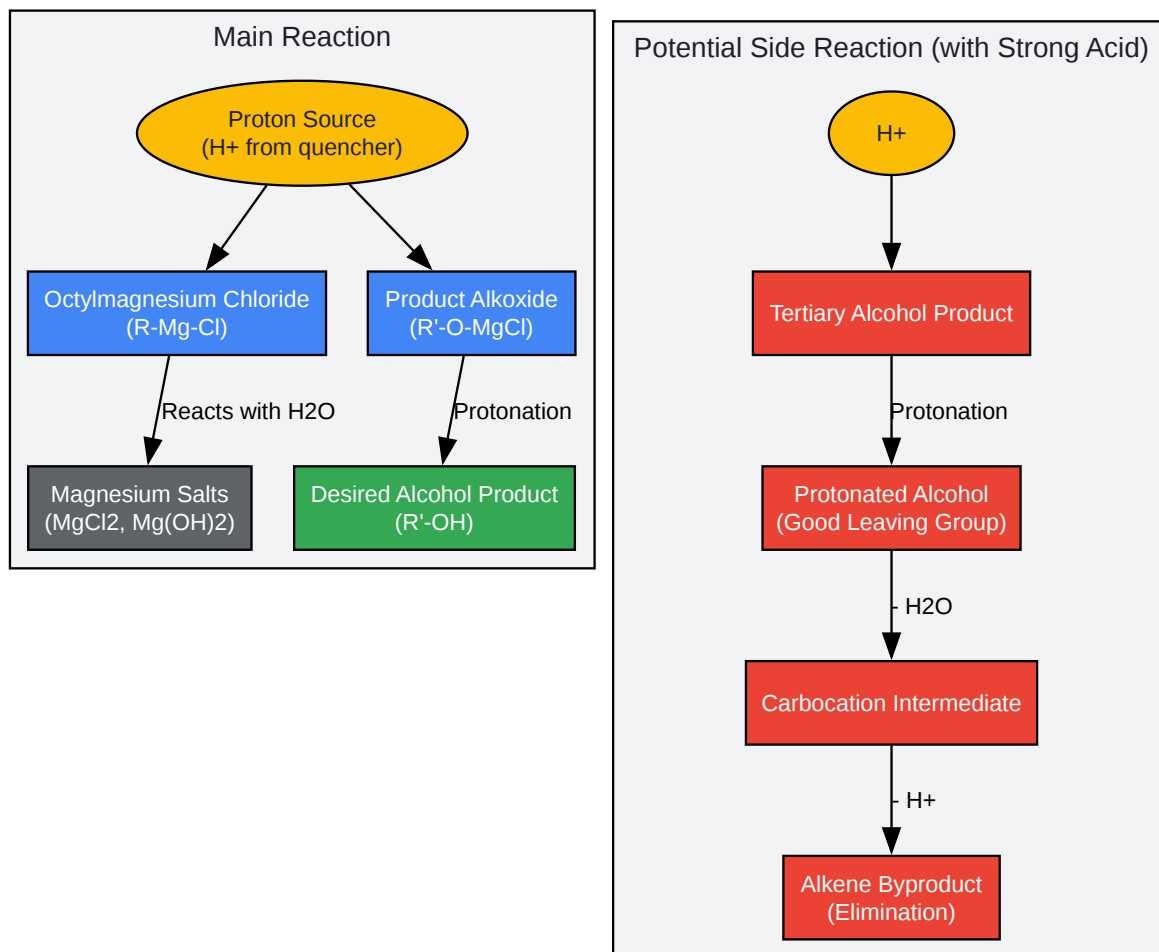 Main Reaction
Proton Source
(H+ from quencher)
Octylmagnesium Chloride
(R-Mg-Cl)
Product Alkoxide
(R'-O-MgCl)
Reacts with H2O
Protonation
Magnesium Salts
(MgCl2, Mg(OH)2)
Desired Alcohol Product
(R'-OH)
Potential Side Reaction (with Strong Acid)
H+
Tertiary Alcohol Product
Protonation
Protonated Alcohol
(Good Leaving Group)
- H2O
Carbocation Intermediate
- H+
Alkene Byproduct
(Elimination)